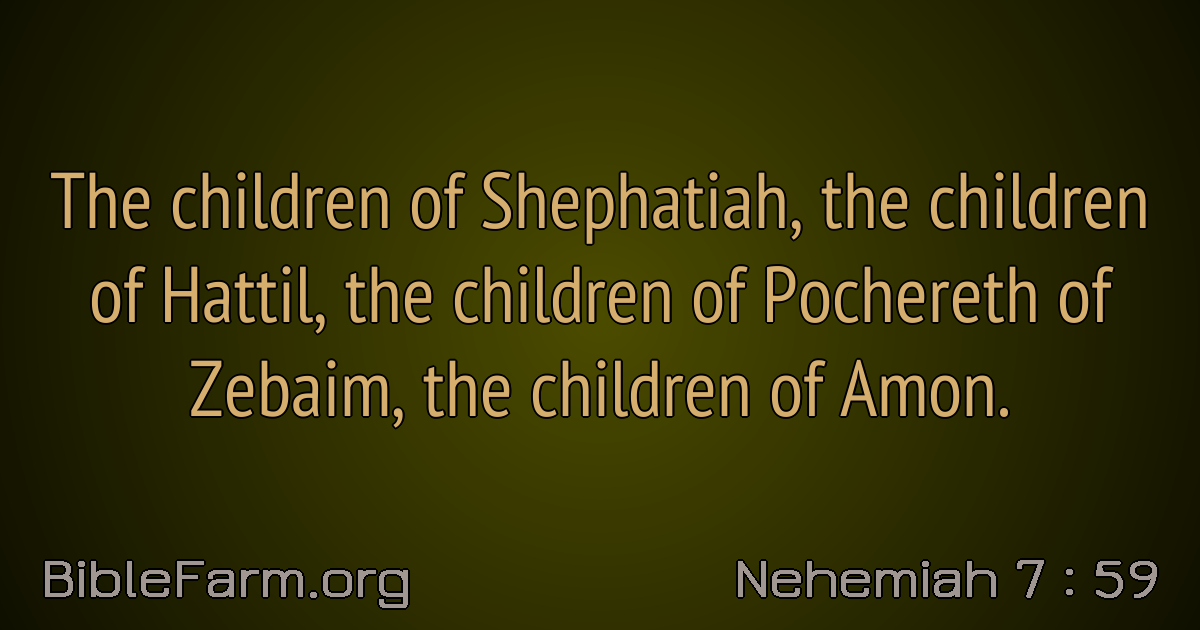 The children of Shephatiah, the children
of Hattil, the children of Pochereth of
Zebaim, the children of Amon.
BibleFarm.org
Nehemiah 7 : 59